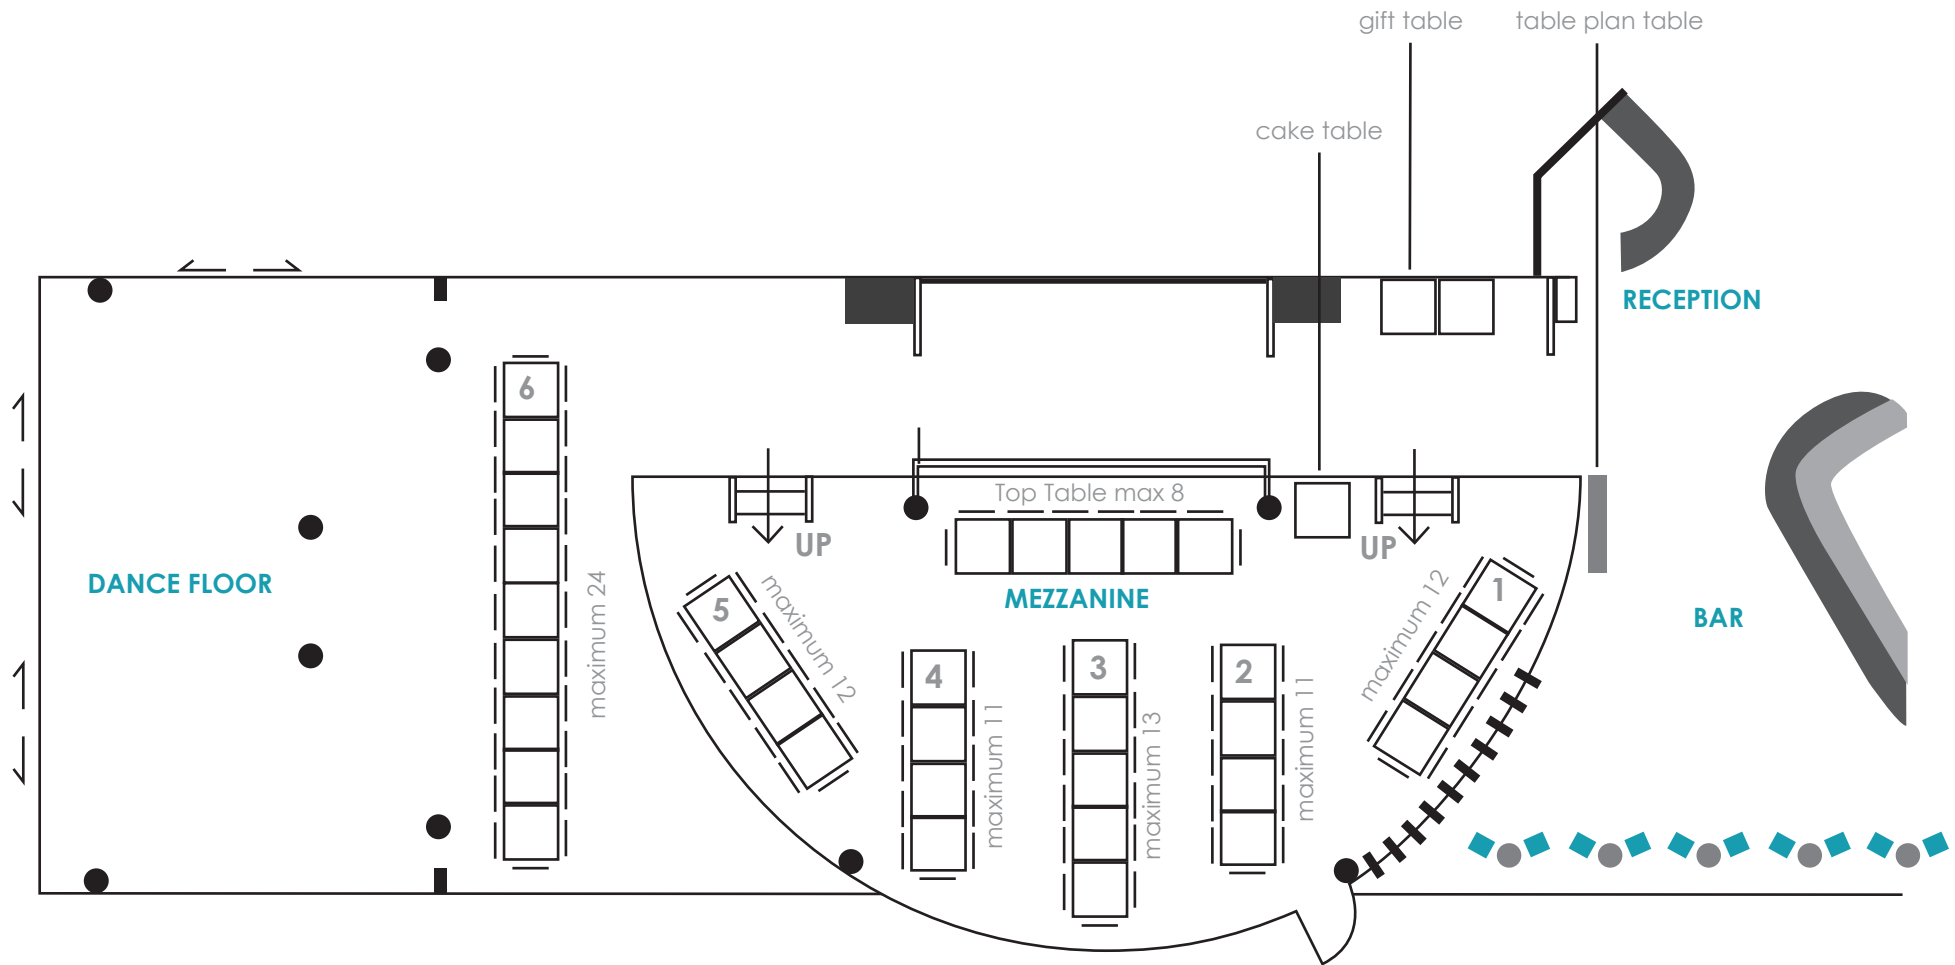 gift table
table plan table
cake table
RECEPTION
6
Top Table max 8
UP
UP
DANCE FLOOR
maximum 24
5
maximum 12
MEZZANINE
maximum 12
1
BAR
4
maximum 11
3
maximum 13
2
maximum 11